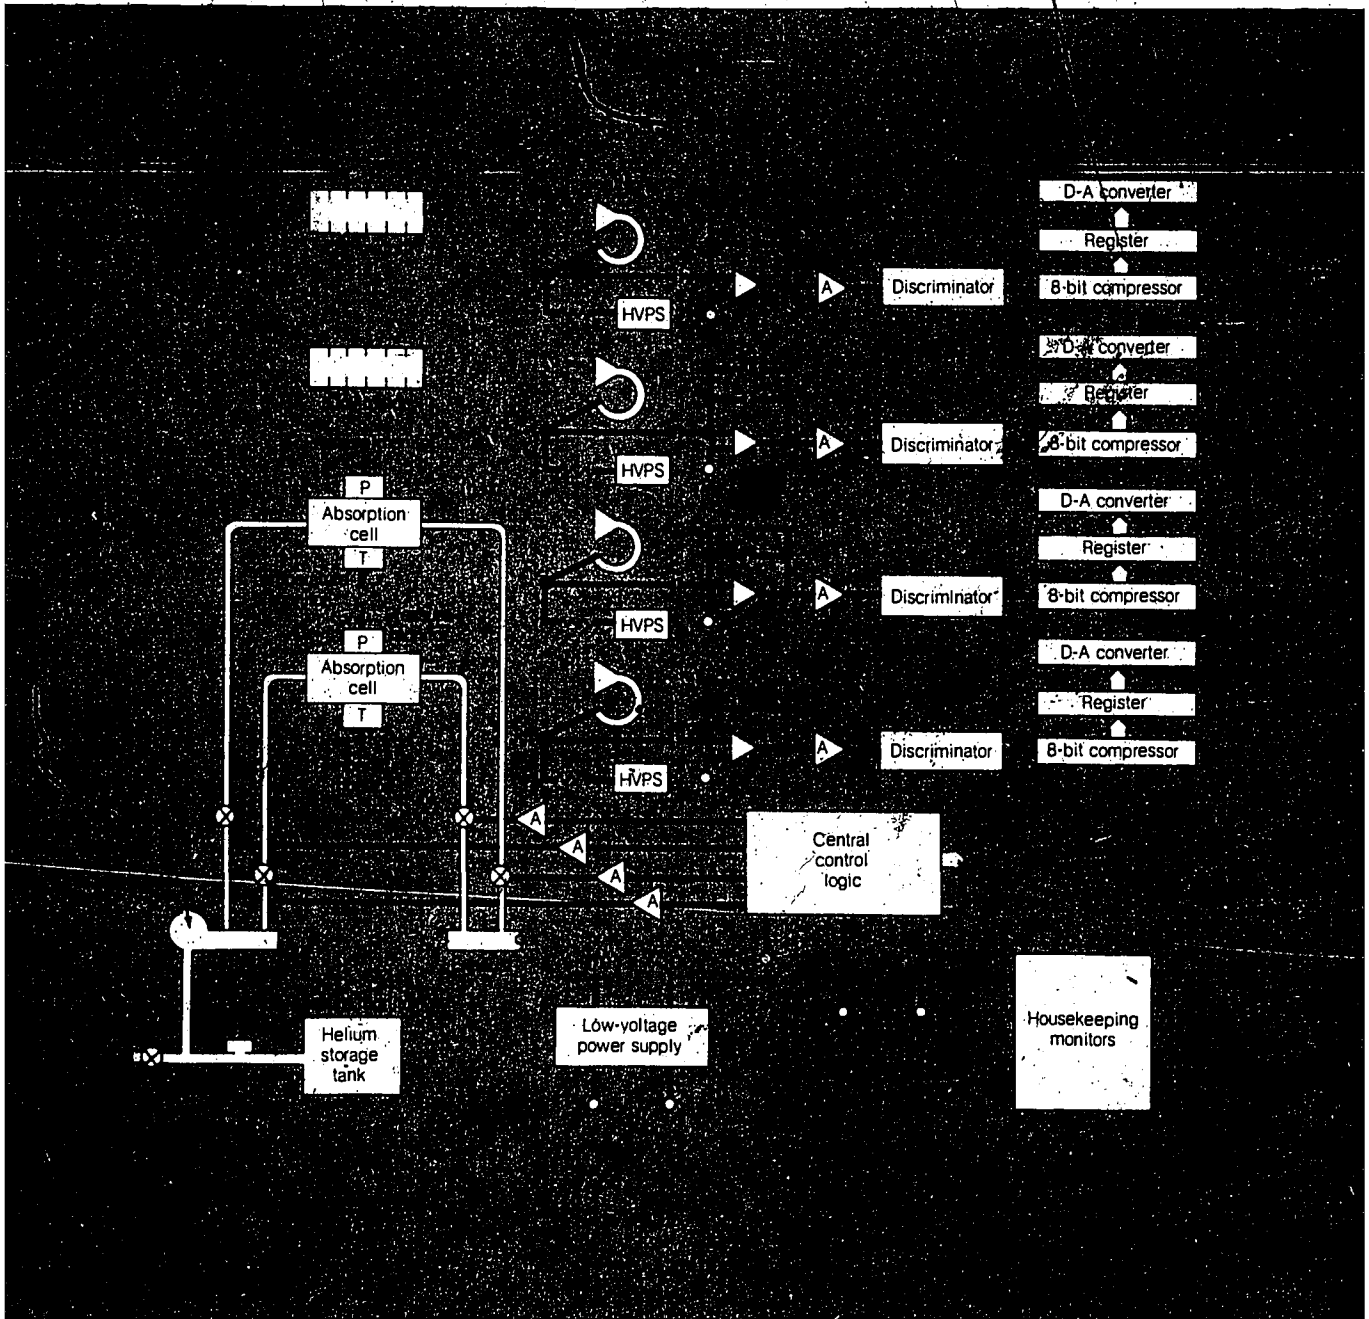 D-A converter
Register
A
Discriminator
8-bit compressor
HVPS
D-A converter
Register
A
Discriminator
8-bit compressor
HVPS
P
Absorption
cell
T
D-A converter
Register
A
Discriminator
8-bit compressor
HVPS
P
Absorption
cell
T
D-A converter
Register
A
Discriminator
8-bit compressor
HVPS
A
A
A
A
Central
control
logic
Helium
storage
tank
Low-voltage
power supply
Housekeeping
monitors